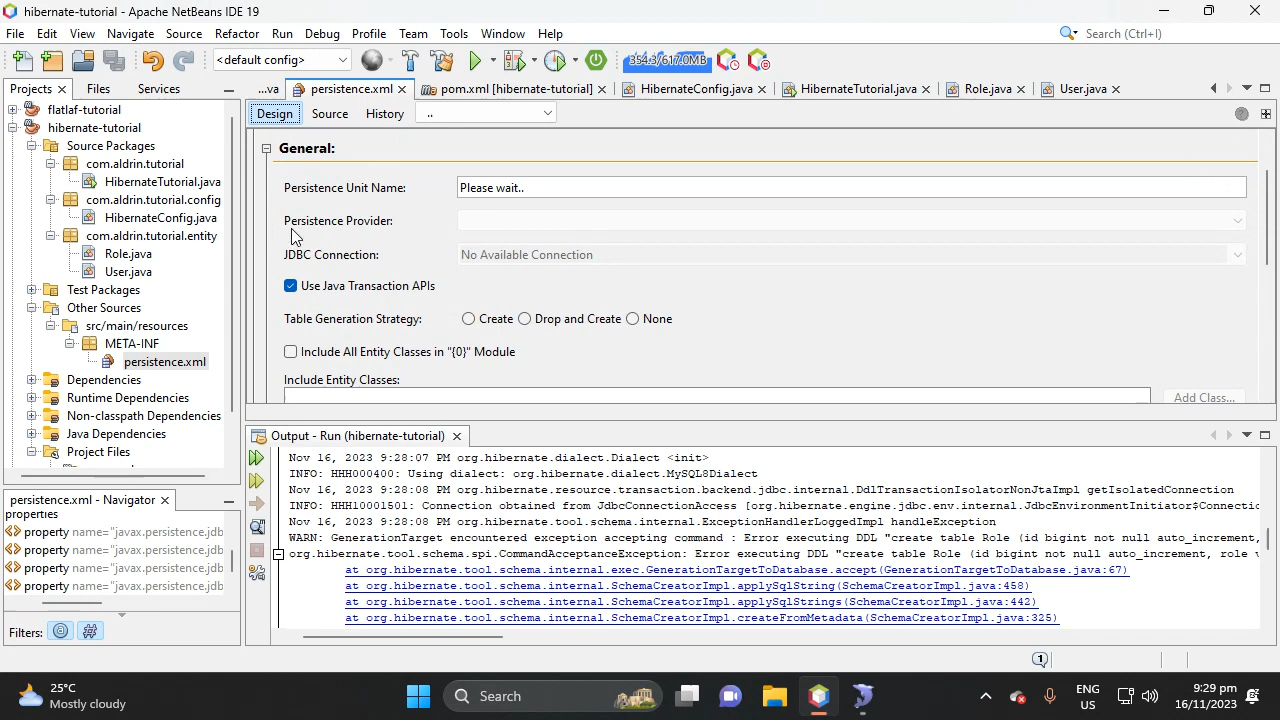 hibernate-tutorial - Apache NetBeans IDE 19
File Edit View Navigate Source Refactor Run Debug Profile Team Tools Window Help Search (Ctrl+I)
<default config> 354.3/617.0MB
Projects Files Services
...va persistence.xml pom.xml [hibernate-tutorial] HibernateConfig.java HibernateTutorial.java Role.java User.java
Design Source History ..
flatlaf-tutorial
hibernate-tutorial
Source Packages
com.aldrin.tutorial
HibernateTutorial.java
com.aldrin.tutorial.config
HibernateConfig.java
com.aldrin.tutorial.entity
Role.java
User.java
Test Packages
Other Sources
src/main/resources
META-INF
persistence.xml
Dependencies
Runtime Dependencies
Non-classpath Dependencies
Java Dependencies
Project Files
General:
Persistence Unit Name: Please wait..
Persistence Provider:
JDBC Connection: No Available Connection
Use Java Transaction APIs
Table Generation Strategy: Create Drop and Create None
Include All Entity Classes in "{0}" Module
Include Entity Classes:
Add Class...
persistence.xml - Navigator
properties
property name="javax.persistence.jdb
property name="javax.persistence.jdb
property name="javax.persistence.jdb
property name="javax.persistence.jdb
Filters:
Output - Run (hibernate-tutorial)
Nov 16, 2023 9:28:07 PM org.hibernate.dialect.Dialect <init>
INFO: HHH000400: Using dialect: org.hibernate.dialect.MySQL8Dialect
Nov 16, 2023 9:28:08 PM org.hibernate.resource.transaction.backend.jdbc.internal.DdlTransactionIsolatorNonJtaImpl getIsolatedConnection
INFO: HHH10001501: Connection obtained from JdbcConnectionAccess [org.hibernate.engine.jdbc.env.internal.JdbcEnvironmentInitiator$Connectio
Nov 16, 2023 9:28:08 PM org.hibernate.tool.schema.internal.ExceptionHandlerLoggedImpl handleException
WARN: GenerationTarget encountered exception accepting command : Error executing DDL "create table Role (id bigint not null auto_increment,
org.hibernate.tool.schema.spi.CommandAcceptanceException: Error executing DDL "create table Role (id bigint not null auto_increment, role v
at org.hibernate.tool.schema.internal.exec.GenerationTargetToDatabase.accept(GenerationTargetToDatabase.java:67)
at org.hibernate.tool.schema.internal.SchemaCreatorImpl.applySqlString(SchemaCreatorImpl.java:458)
at org.hibernate.tool.schema.internal.SchemaCreatorImpl.applySqlStrings(SchemaCreatorImpl.java:442)
at org.hibernate.tool.schema.internal.SchemaCreatorImpl.createFromMetadata(SchemaCreatorImpl.java:325)
1
25°C
Mostly cloudy
Search
ENG
US
9:29 pm
16/11/2023